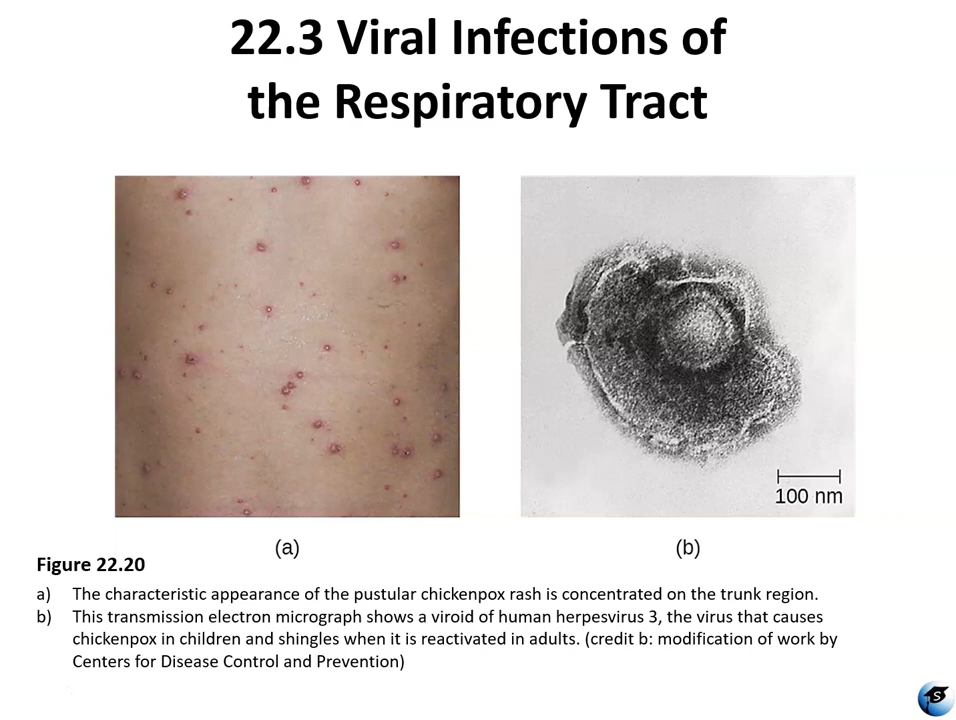 22.3 Viral Infections of
the Respiratory Tract
100 nm
(a)
(b)
Figure 22.20
a) The characteristic appearance of the pustular chickenpox rash is concentrated on the trunk region.
b) This transmission electron micrograph shows a viroid of human herpesvirus 3, the virus that causes
chickenpox in children and shingles when it is reactivated in adults. (credit b: modification of work by
Centers for Disease Control and Prevention)
S